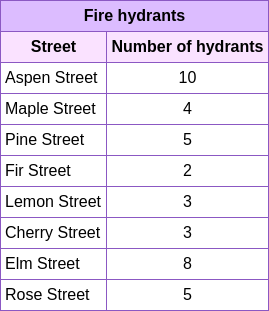 Fire hydrants
Street Number of hydrants
Aspen Street 10
Maple Street 4
Pine Street 5
Fir Street 2
Lemon Street 3
Cherry Street 3
Elm Street 8
Rose Street 5